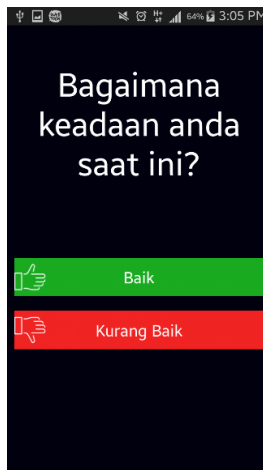 H+ 64% 3:05 PM
Bagaimana
keadaan anda
saat ini?
Baik
Kurang Baik